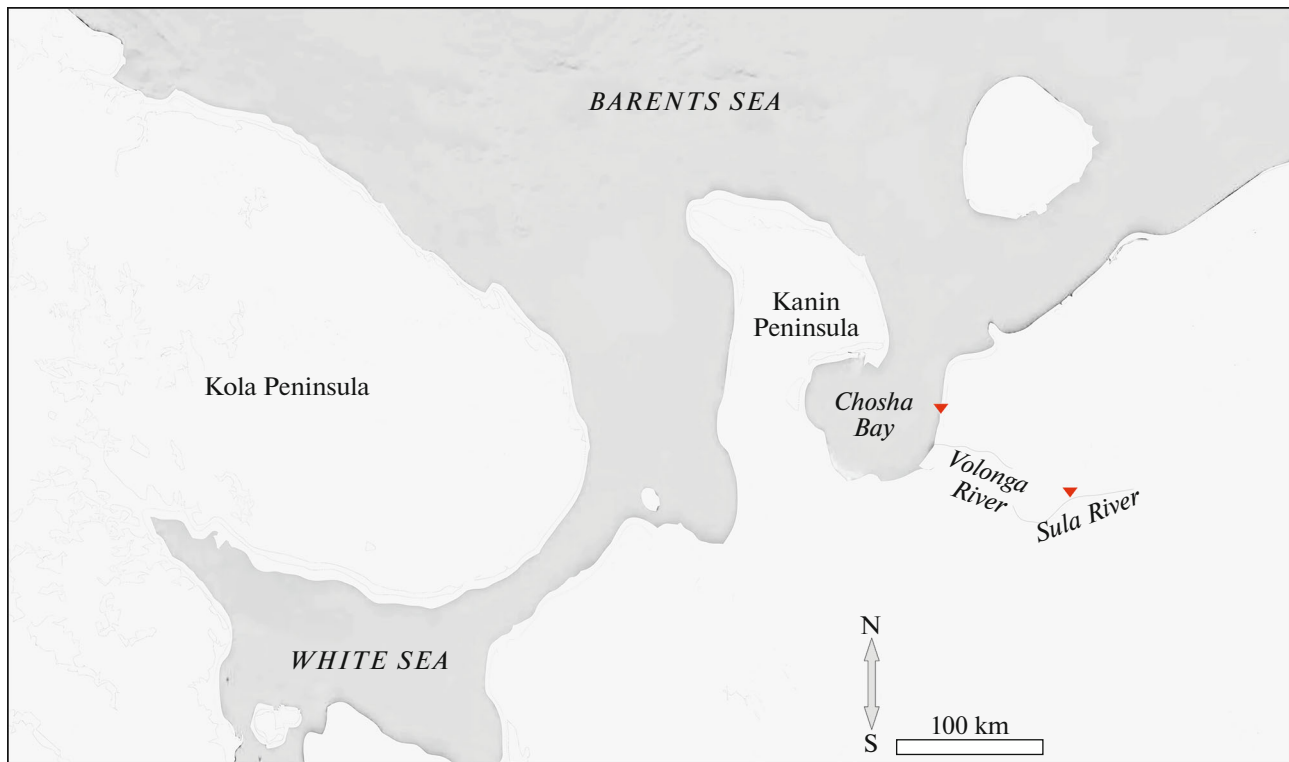 BARENTS SEA
Kanin
Peninsula
Kola Peninsula
Chosha
Bay
Volonga
River
Sula River
WHITE SEA
N
S
100 km